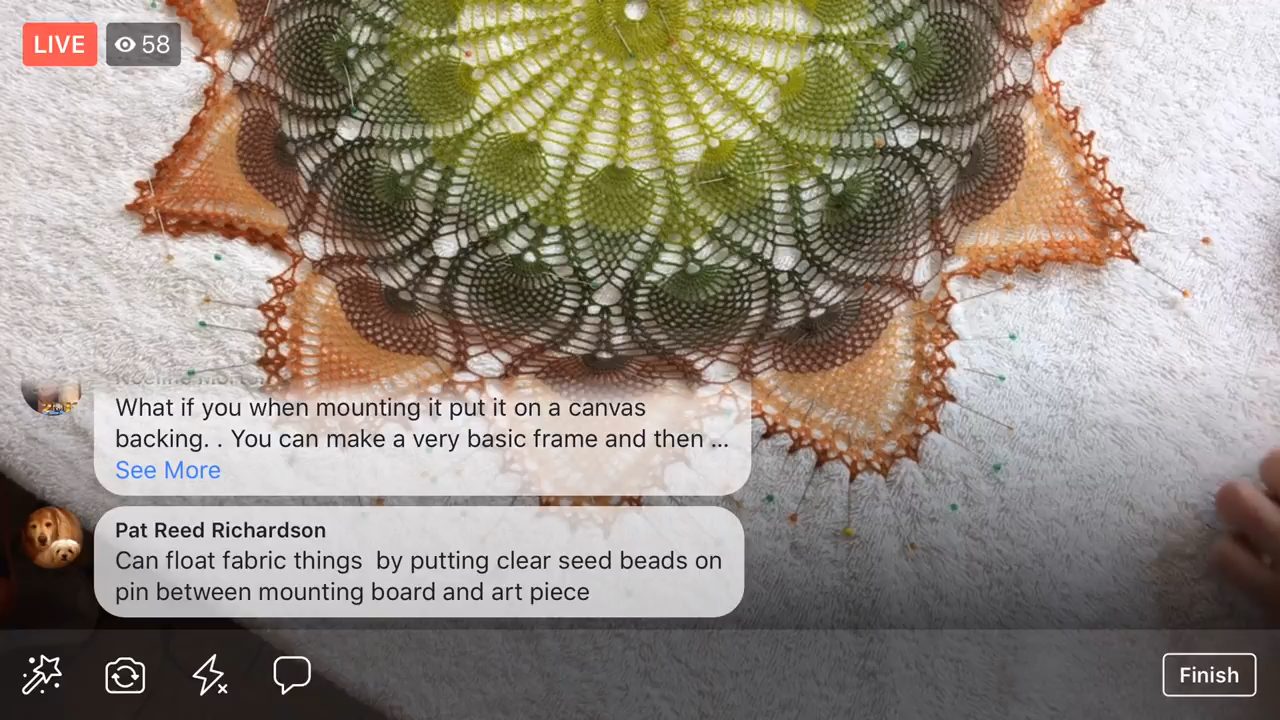 LIVE 58
What if you when mounting it put it on a canvas
backing. . You can make a very basic frame and then ...
See More
Pat Reed Richardson
Can float fabric things  by putting clear seed beads on
pin between mounting board and art piece
Finish